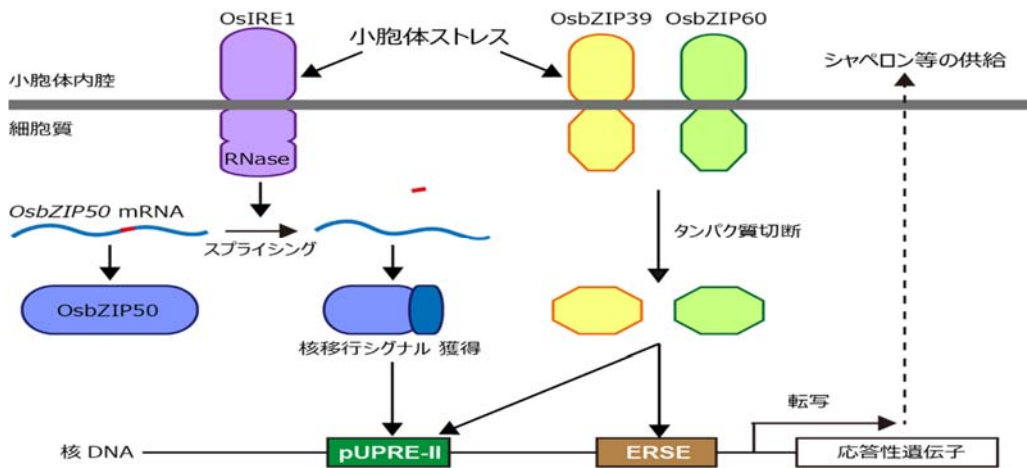 OsIRE1
小胞体ストレス
OsbZIP39
OsbZIP60
シャペロン等の供給
小胞体内腔
細胞質
RNase
OsbZIP50 mRNA
スプライシング
タンパク質切断
OsbZIP50
核移行シグナル 獲得
転写
核 DNA
pUPRE-II
ERSE
応答性遺伝子